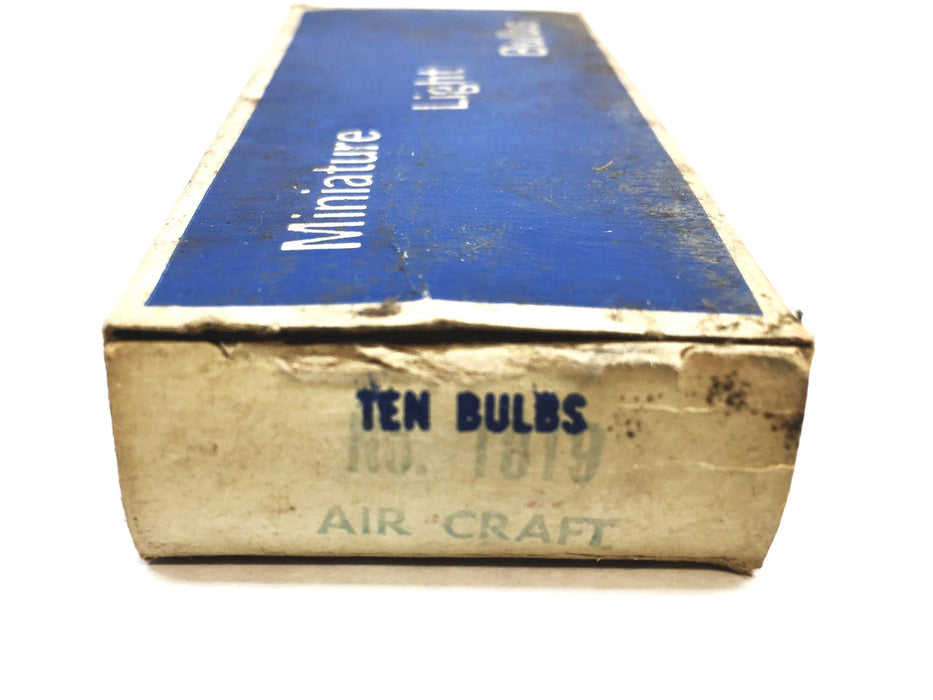 Miniature
Light
Bulbs
TEN BULBS
No. 1819
AIR CRAFT